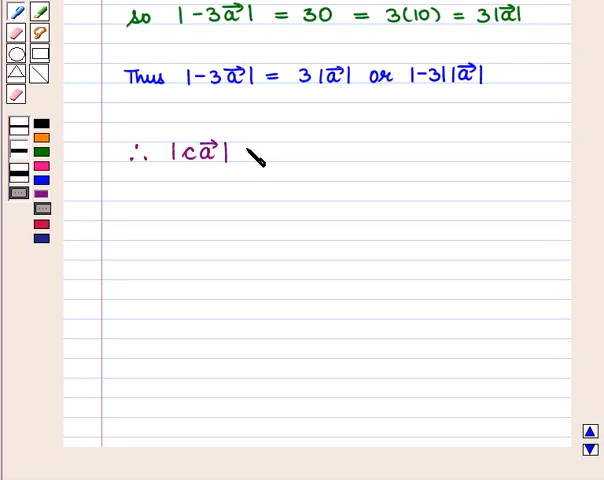 so |-3a⃗| = 30 = 3(10) = 3|a⃗|
Thus |-3a⃗| = 3|a⃗| or |-3||a⃗|
∴ |ca⃗|